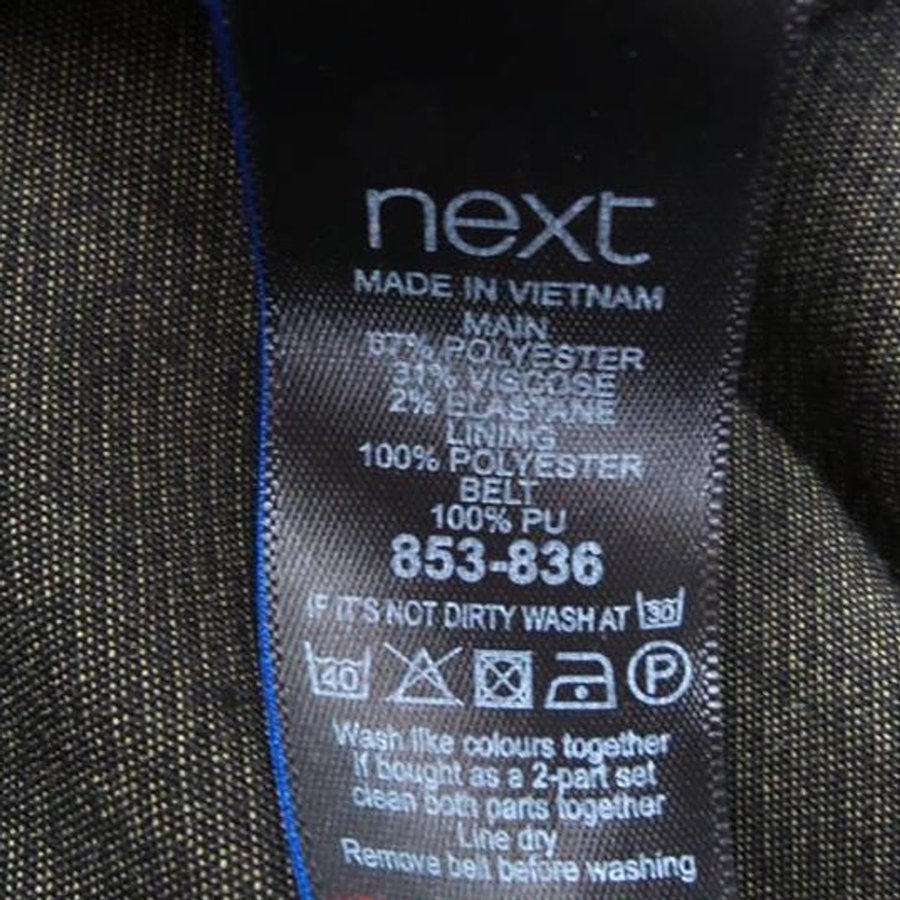 next
MADE IN VIETNAM
MAIN
67% POLYESTER
31% VISCOSE
2% ELASTANE
LINING
100% POLYESTER
BELT
100% PU
853-836
IF IT'S NOT DIRTY WASH AT 30
40 P
Wash like colours together
If bought as a 2-part set
clean both parts together
Line dry
Remove belt before washing